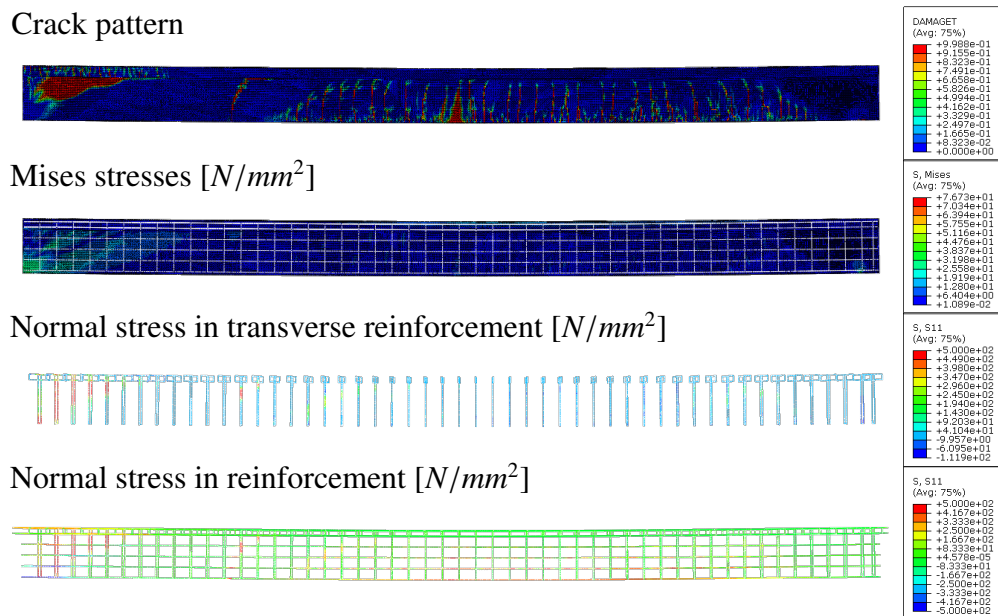 Crack pattern
DAMAGET
(Avg: 75%)
+9.988e-01
+9.155e-01
+8.323e-01
+7.491e-01
+6.658e-01
+5.826e-01
+4.994e-01
+4.162e-01
+3.329e-01
+2.497e-01
+1.665e-01
+8.323e-02
+0.000e+00
Mises stresses [N/mm²]
S, Mises
(Avg: 75%)
+7.673e+01
+7.034e+01
+6.394e+01
+5.755e+01
+5.116e+01
+4.476e+01
+3.837e+01
+3.198e+01
+2.558e+01
+1.919e+01
+1.280e+01
+6.404e+00
+1.089e-02
Normal stress in transverse reinforcement [N/mm²]
S, S11
(Avg: 75%)
+5.000e+02
+4.490e+02
+3.980e+02
+3.470e+02
+2.960e+02
+2.450e+02
+1.940e+02
+1.430e+02
+9.203e+01
+4.104e+01
-9.957e+00
-6.095e+01
-1.119e+02
Normal stress in reinforcement [N/mm²]
S, S11
(Avg: 75%)
+5.000e+02
+4.167e+02
+3.333e+02
+2.500e+02
+1.667e+02
+8.333e+01
+4.578e-05
-8.333e+01
-1.667e+02
-2.500e+02
-3.333e+02
-4.167e+02
-5.000e+02